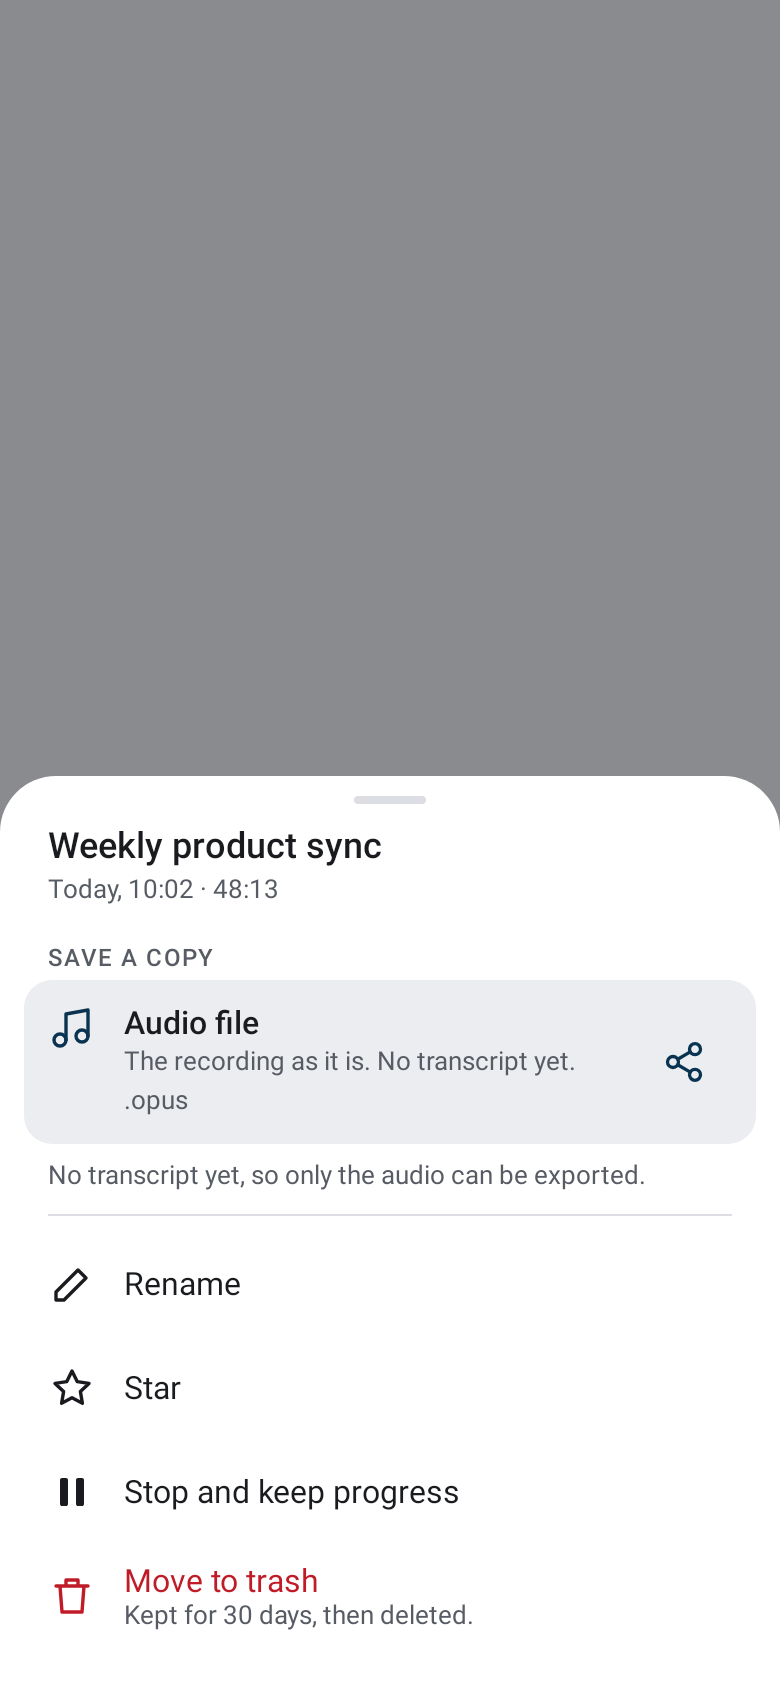 Weekly product sync
Today, 10:02 · 48:13
SAVE A COPY
Audio file
The recording as it is. No transcript yet.
.opus
No transcript yet, so only the audio can be exported.
Rename
Star
Stop and keep progress
Move to trash
Kept for 30 days, then deleted.